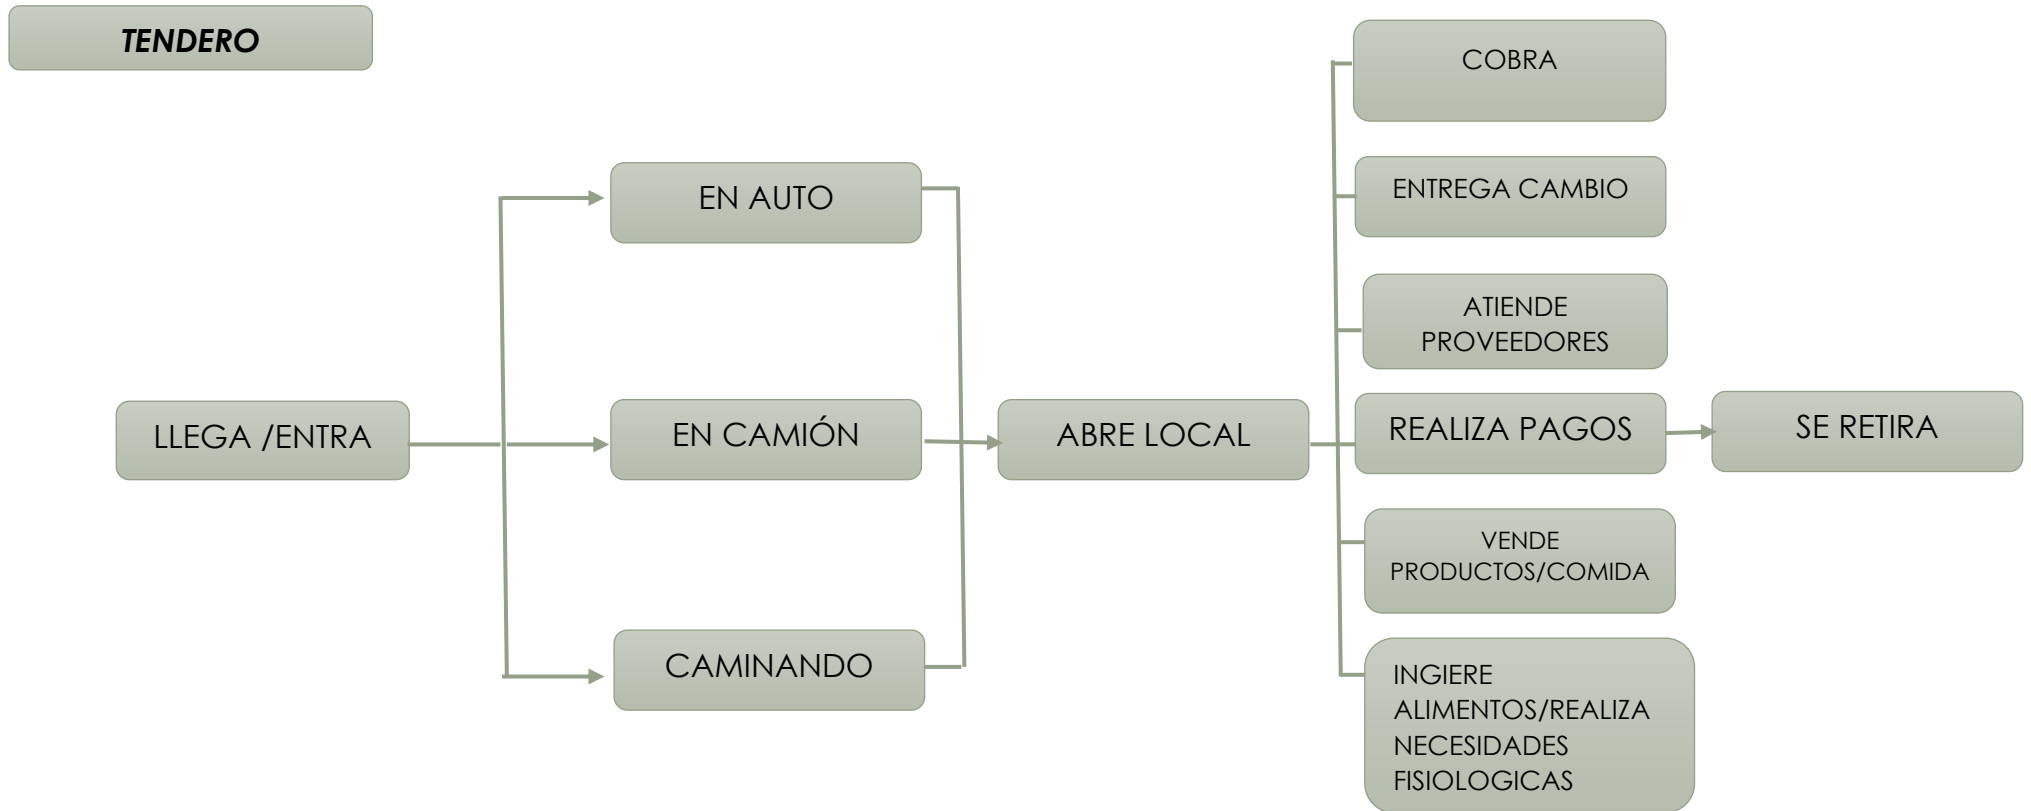 TENDERO
LLEGA /ENTRA
EN AUTO
EN CAMIÓN
CAMINANDO
ABRE LOCAL
COBRA
ENTREGA CAMBIO
ATIENDE
PROVEEDORES
REALIZA PAGOS
VENDE
PRODUCTOS/COMIDA
INGIERE
ALIMENTOS/REALIZA
NECESIDADES
FISIOLOGICAS
SE RETIRA